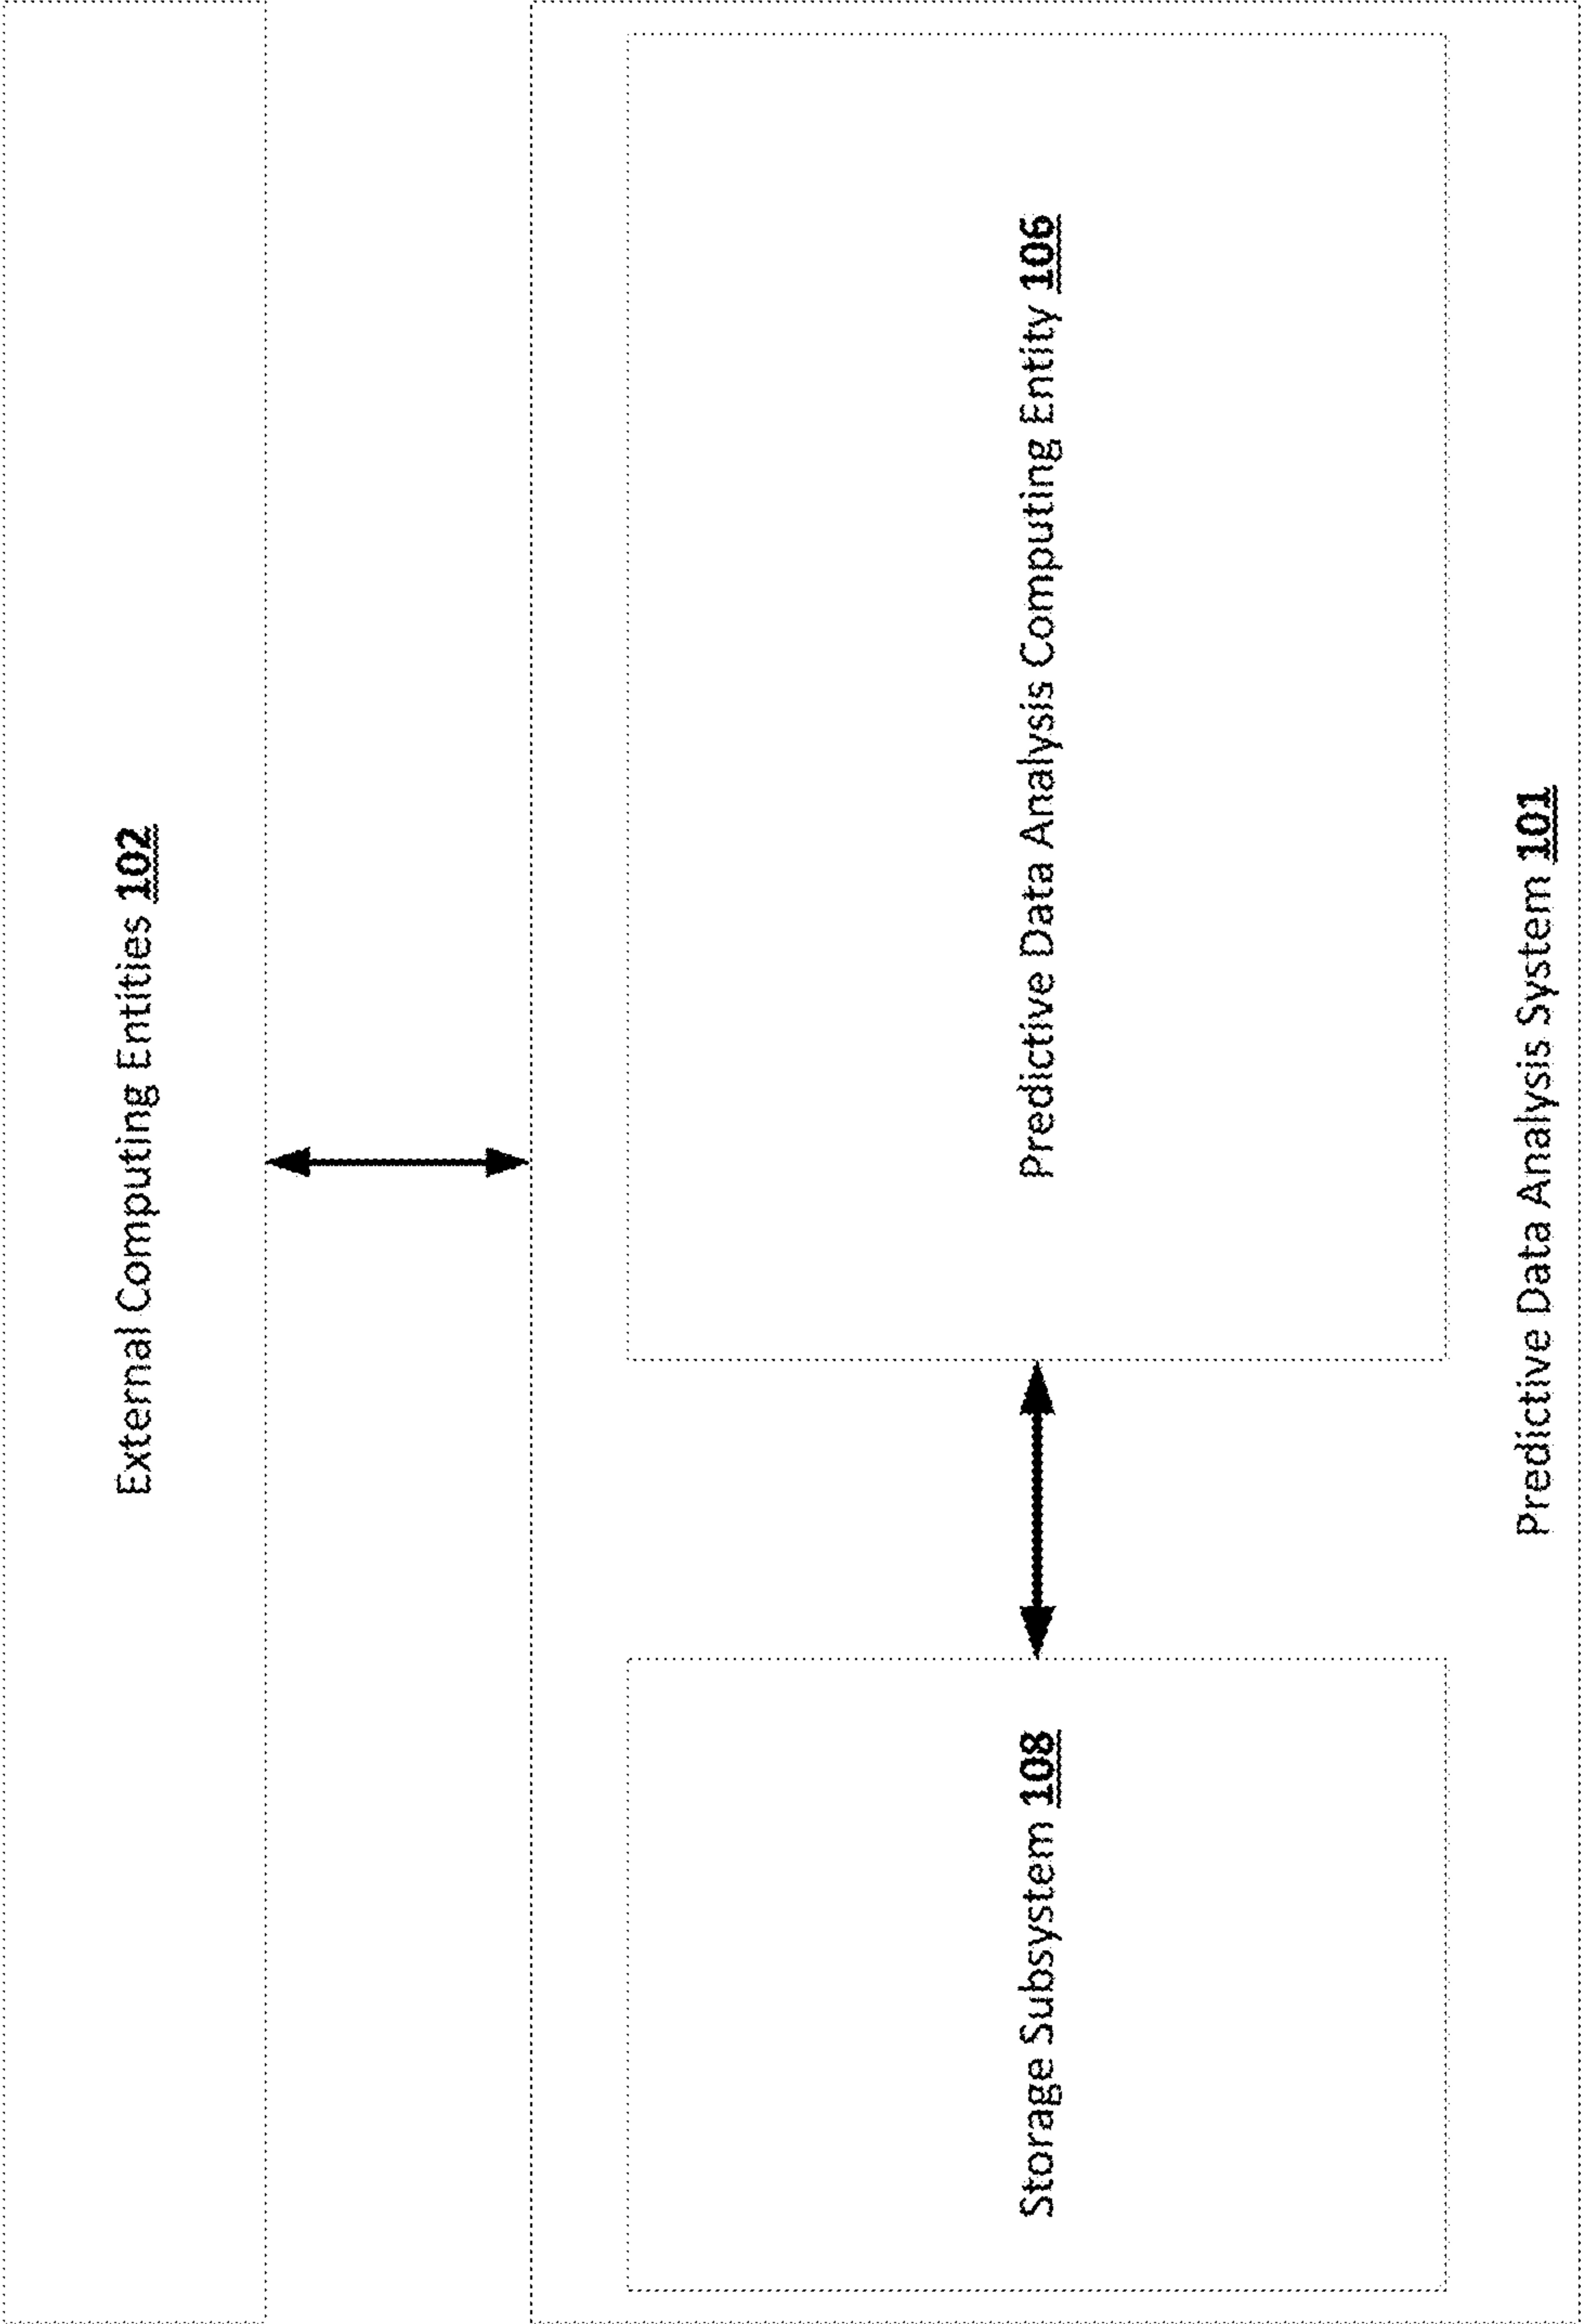 External Computing Entities 102
Storage Subsystem 108
Predictive Data Analysis Computing Entity 106
Predictive Data Analysis System 101